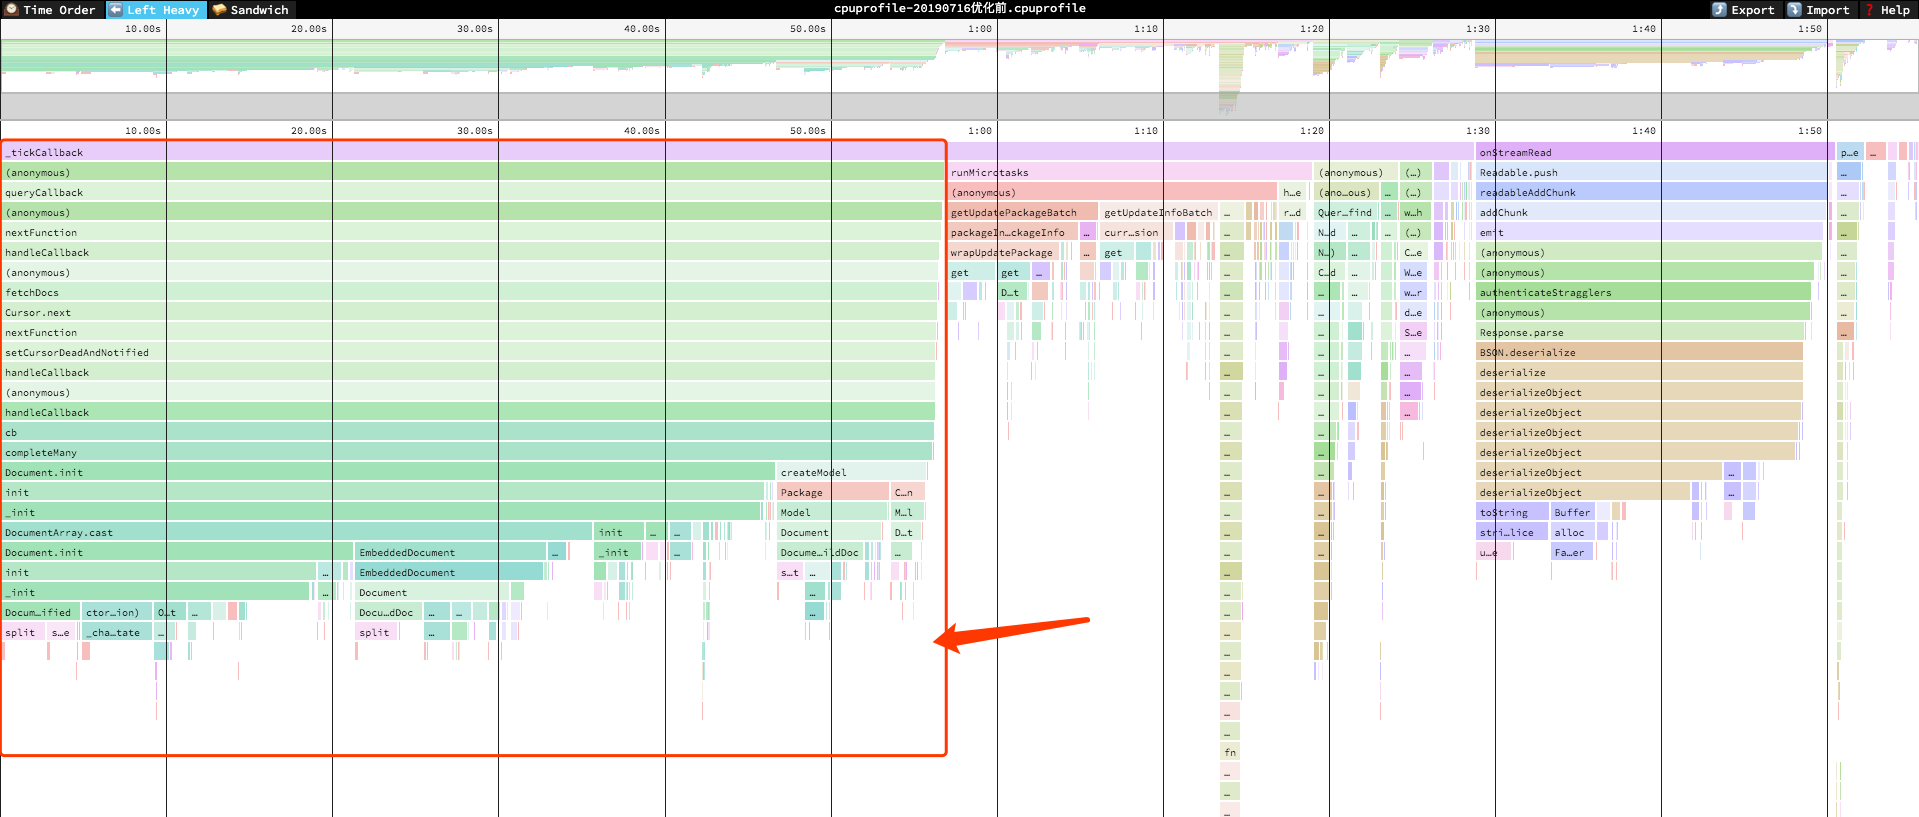 Time Order Left Heavy Sandwich cpuprofile-20190716优化前.cpuprofile Export Import ? Help
10.00s 20.00s 30.00s 40.00s 50.00s 1:00 1:10 1:20 1:30 1:40 1:50
10.00s 20.00s 30.00s 40.00s 50.00s 1:00 1:10 1:20 1:30 1:40 1:50
_tickCallback onStreamRead p…e …
(anonymous) runMicrotasks (anonymous) (…) Readable.push …
queryCallback (anonymous) h…e (ano…ous) … (…) readableAddChunk …
(anonymous) getUpdatePackageBatch getUpdateInfoBatch … r…d Quer…find … w…h addChunk …
nextFunction packageIn…ckageInfo … curr…sion … N…d … … (…) emit …
handleCallback wrapUpdatePackage … get … N…) … C…e (anonymous) …
(anonymous) get get … … C…d … W…e (anonymous) …
fetchDocs D…t … … … w…r authenticateStragglers …
Cursor.next … … d…e (anonymous) …
nextFunction … … S…e Response.parse …
setCursorDeadAndNotified … … … BSON.deserialize
handleCallback … … … deserialize
(anonymous) … … … deserializeObject
handleCallback … … … deserializeObject
cb … … deserializeObject
completeMany … … deserializeObject
Document.init createModel … … deserializeObject …
init Package C…n … … deserializeObject …
_init Model M…l … … toString Buffer
DocumentArray.cast init … … Document D…t … … stri…lice alloc
Document.init EmbeddedDocument … _init … Docume…ildDoc … … … u…e Fa…er
init … EmbeddedDocument s…t … … …
_init … Document … … …
Docum…ified ctor…ion) O…t … Docu…dDoc … … … … …
split s…e _cha…tate … split … … …
… …
…
…
…
…
fn
…
…
…